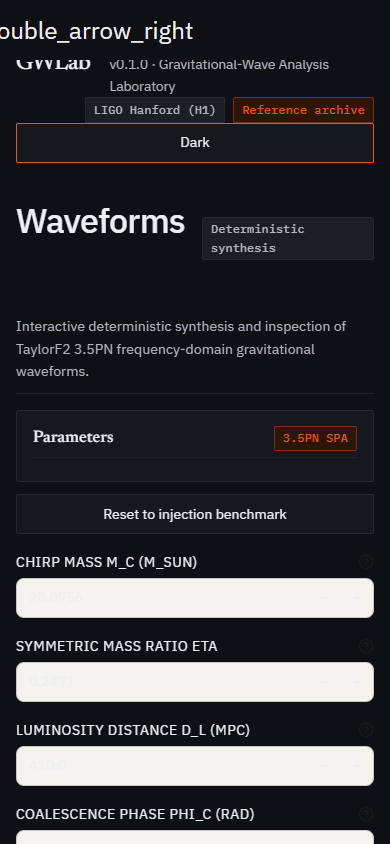 ouble_arrow_right
GWLab
v0.1.0 · Gravitational-Wave Analysis
Laboratory
LIGO Hanford (H1)
Reference archive
Dark
Waveforms
Deterministic
synthesis
Interactive deterministic synthesis and inspection of
TaylorF2 3.5PN frequency-domain gravitational
waveforms.
Parameters
3.5PN SPA
Reset to injection benchmark
CHIRP MASS M_C (M_SUN)
SYMMETRIC MASS RATIO ETA
LUMINOSITY DISTANCE D_L (MPC)
COALESCENCE PHASE PHI_C (RAD)